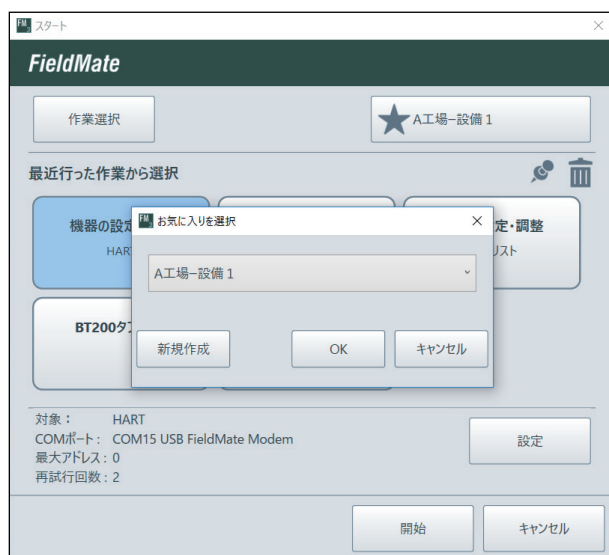 FM スタート
FieldMate
作業選択
A工場−設備 1
最近行った作業から選択
機器の設定
HAR
定・調整
リスト
FM お気に入りを選択
A工場−設備 1
新規作成
OK
キャンセル
BT200タ
対象： HART
COMポート： COM15 USB FieldMate Modem
最大アドレス：0
再試行回数：2
設定
開始
キャンセル